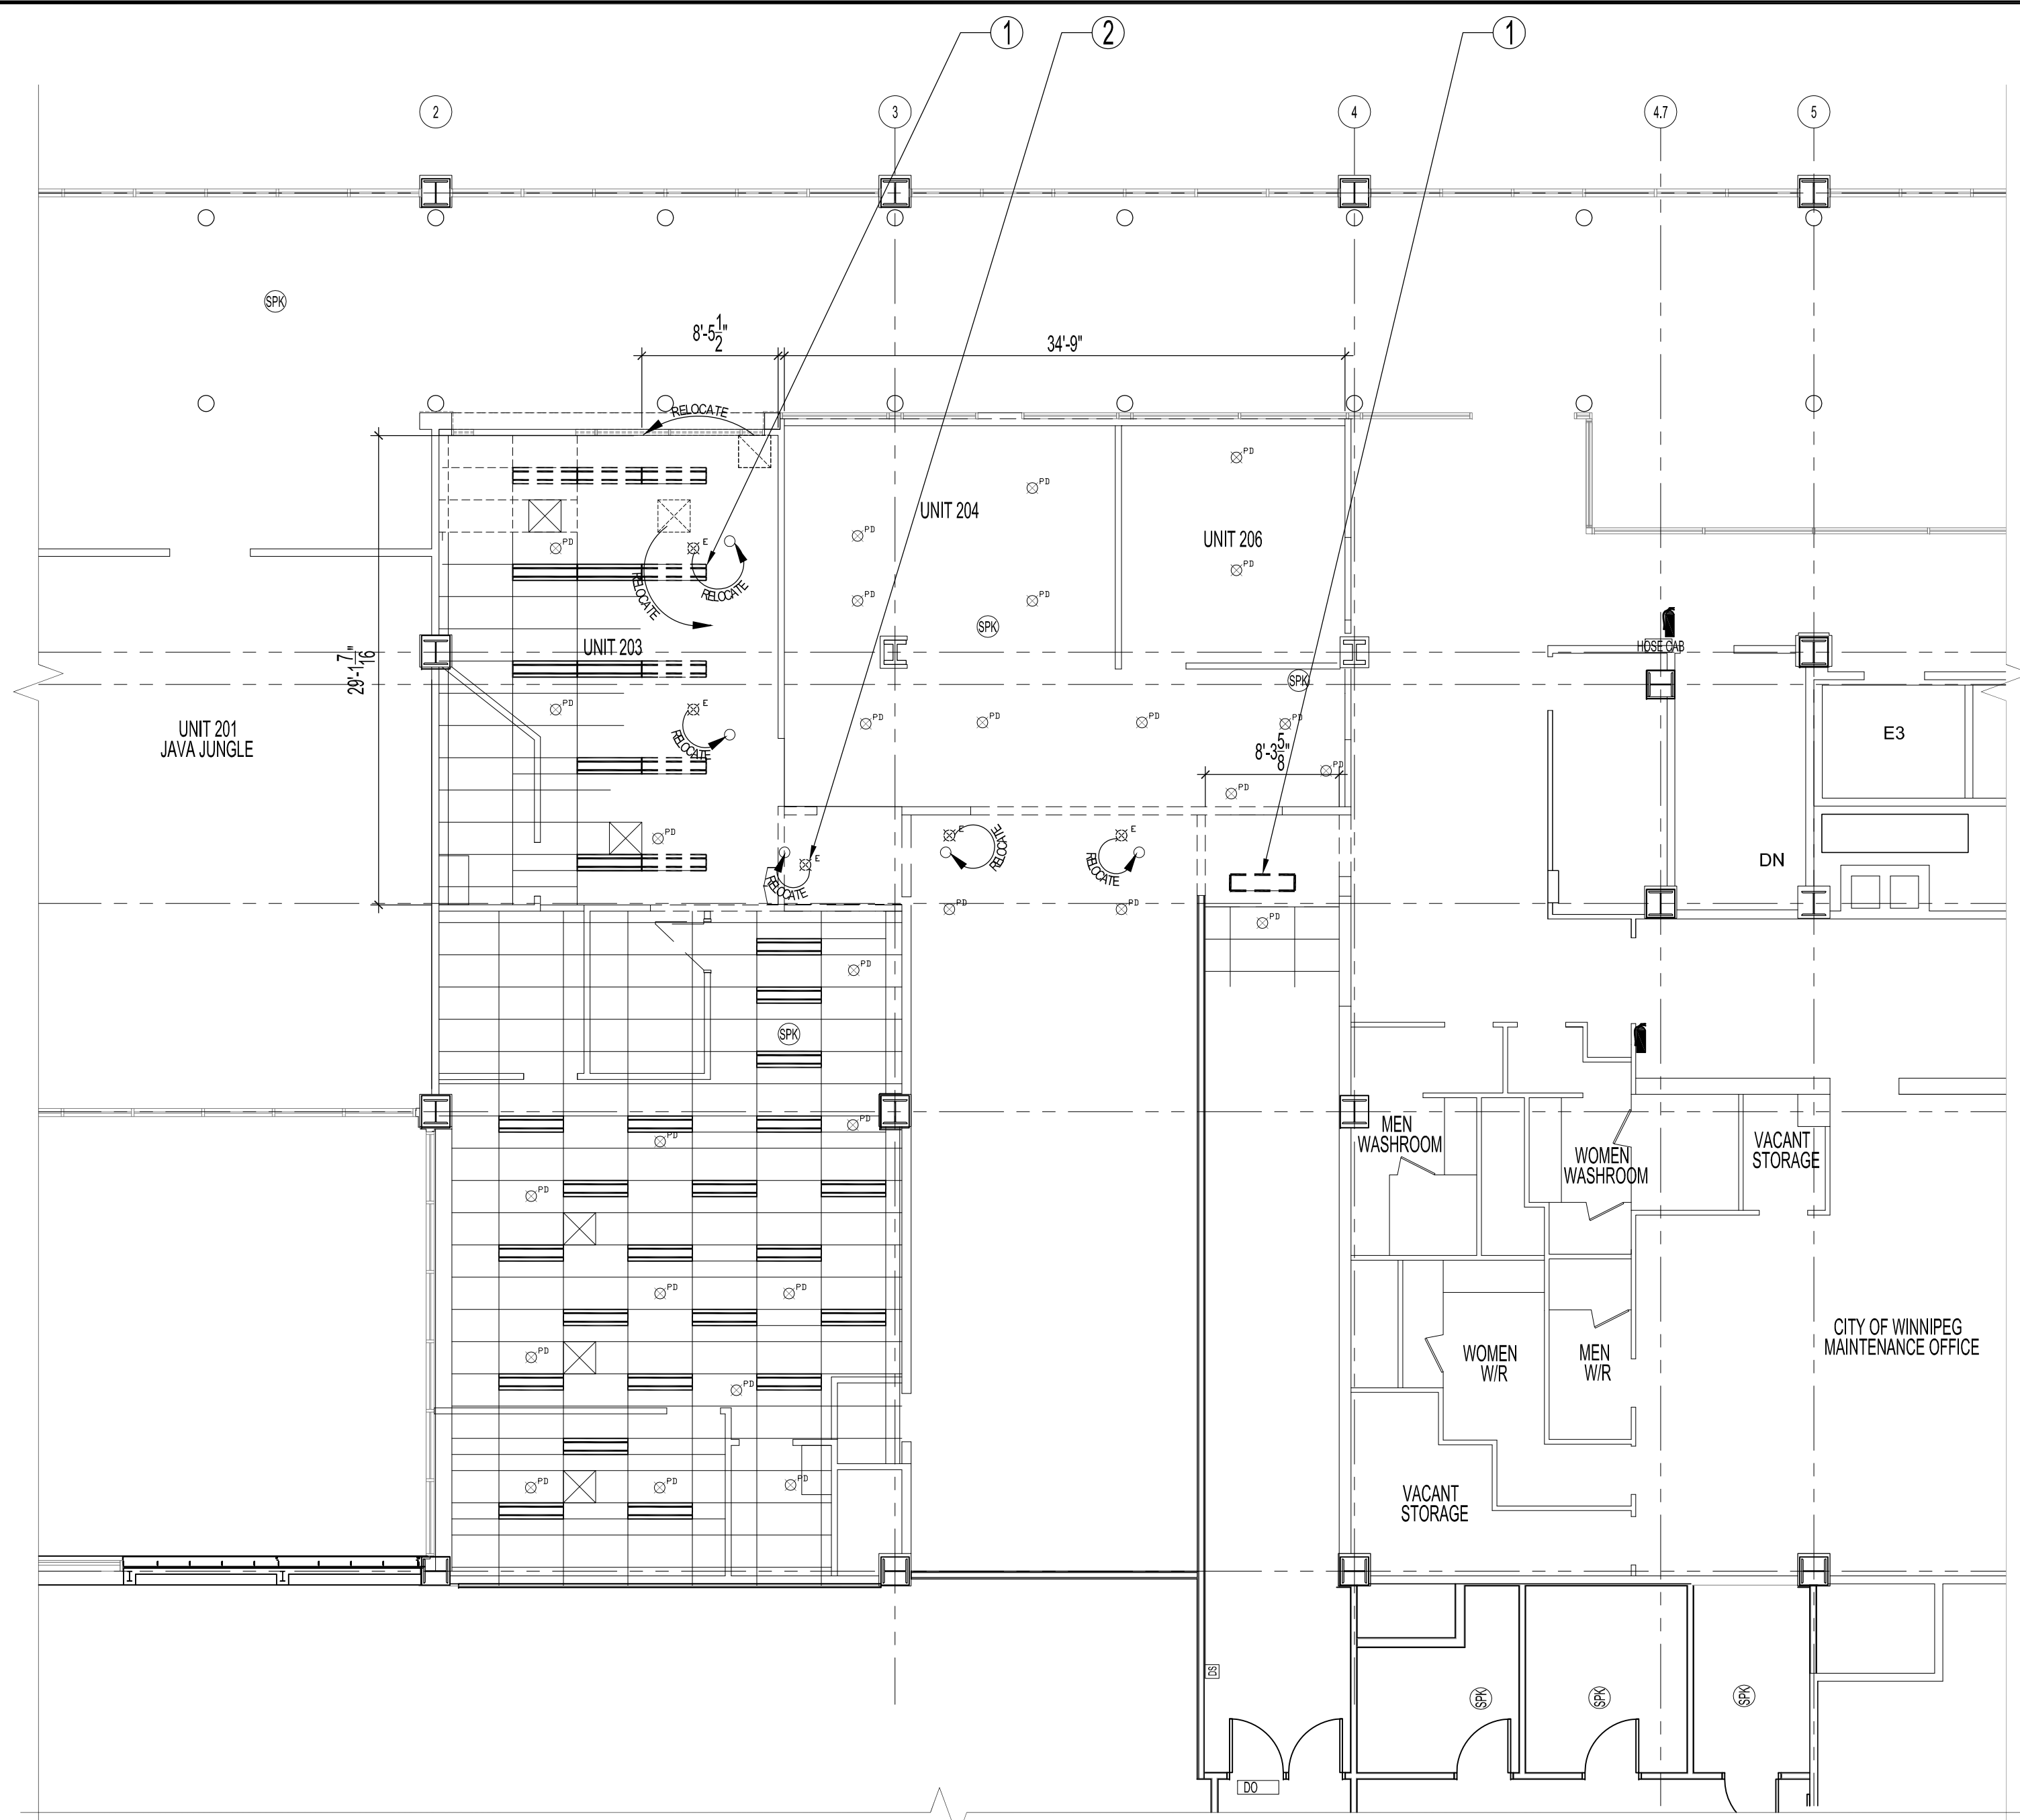 1
2
1
2
3
4
4.7
5
SPK
8'-5 1/2"
34'-9"
RELOCATE
PD
PD
UNIT 204
PD
UNIT 206
PD
E
PD
RELOCATE
RELOCATE
PD
PD
SPK
HOSE CAB
UNIT 203
29'-1 7/16"
SPK
PD
E
RELOCATE
PD
PD
PD
PD
UNIT 201
JAVA JUNGLE
E3
8'-3 5/8"
PD
PD
PD
E
E
E
RELOCATE
RELOCATE
RELOCATE
DN
PD
PD
PD
PD
SPK
PD
PD
MEN
WASHROOM
WOMEN
WASHROOM
VACANT
STORAGE
PD
PD
PD
PD
PD
CITY OF WINNIPEG
MAINTENANCE OFFICE
WOMEN
W/R
MEN
W/R
PD
PD
PD
VACANT
STORAGE
DS
SPK
SPK
SPK
DO